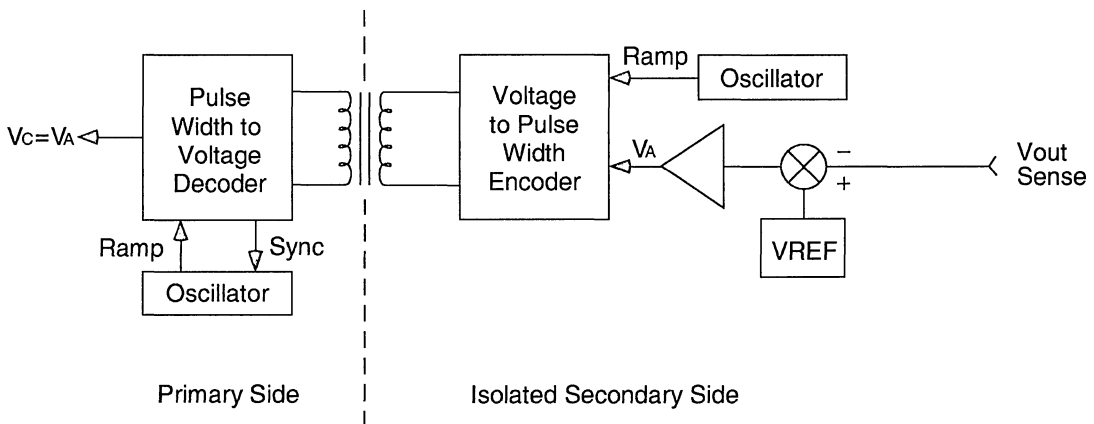 Pulse
Width to
Voltage
Decoder
Voltage
to Pulse
Width
Encoder
Ramp
Oscillator
VC=VA
VA
−
+
Vout
Sense
VREF
Ramp
Sync
Oscillator
Primary Side
Isolated Secondary Side